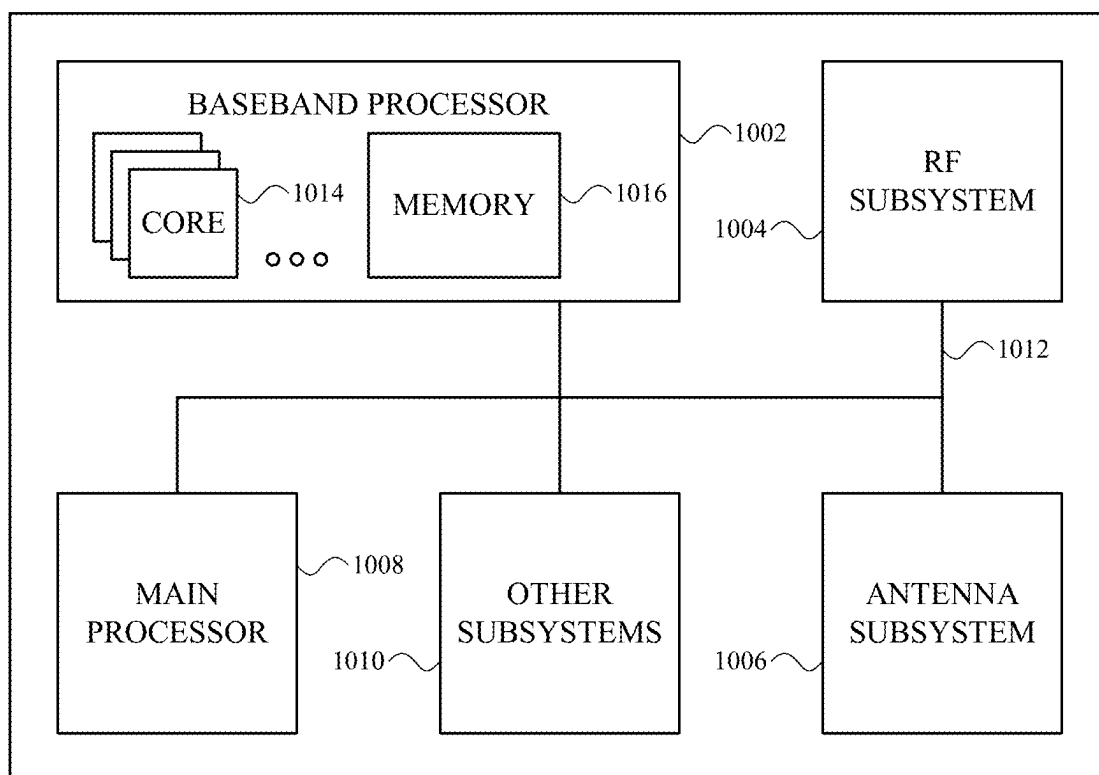 BASEBAND PROCESSOR
1002
CORE
1014
MEMORY
1016
RF
SUBSYSTEM
1004
1012
MAIN
PROCESSOR
1008
OTHER
SUBSYSTEMS
1010
ANTENNA
SUBSYSTEM
1006